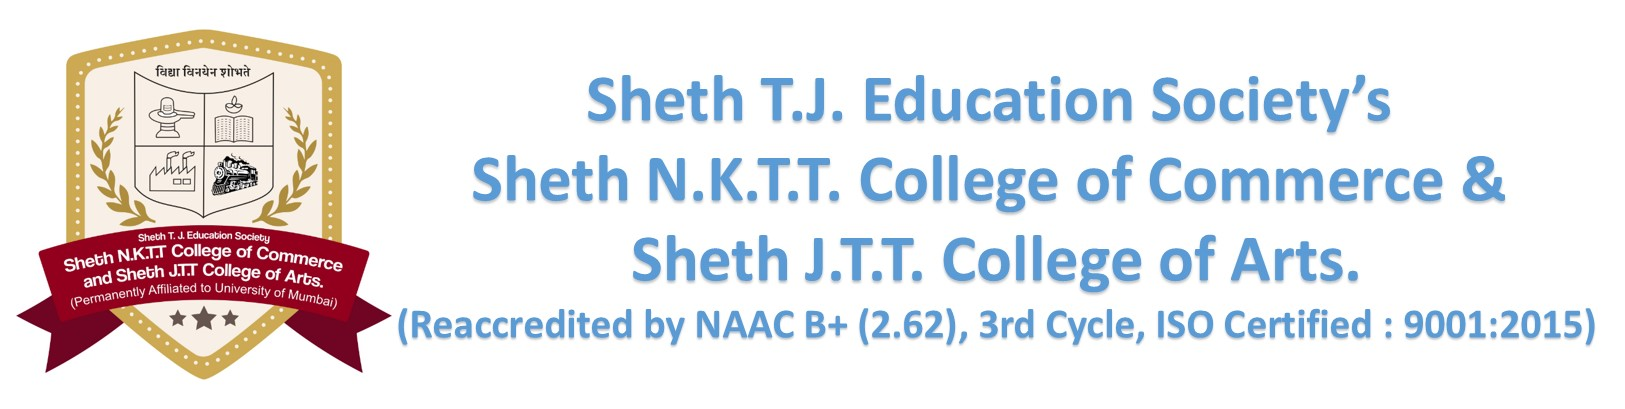 विद्या विनयेन शोभते
Sheth T. J. Education Society
Sheth N.K.T.T College of Commerce
and Sheth J.T.T College of Arts.
(Permanently Affiliated to University of Mumbai)
Sheth T.J. Education Society’s
Sheth N.K.T.T. College of Commerce &
Sheth J.T.T. College of Arts.
(Reaccredited by NAAC B+ (2.62), 3rd Cycle, ISO Certified : 9001:2015)